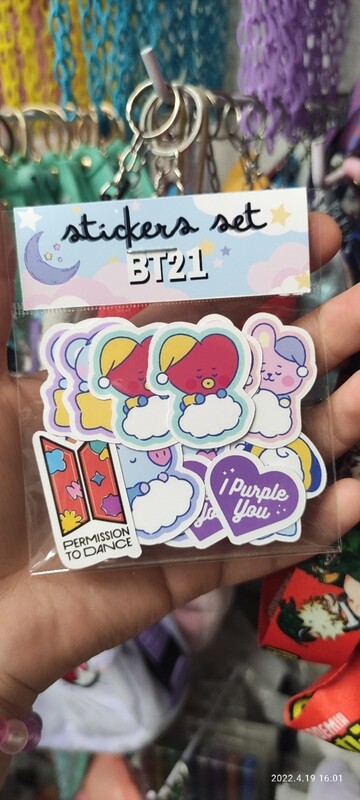 stickers set
BT21
PERMISSION
TO DANCE
I Purple
You
2022.4.19 16:01